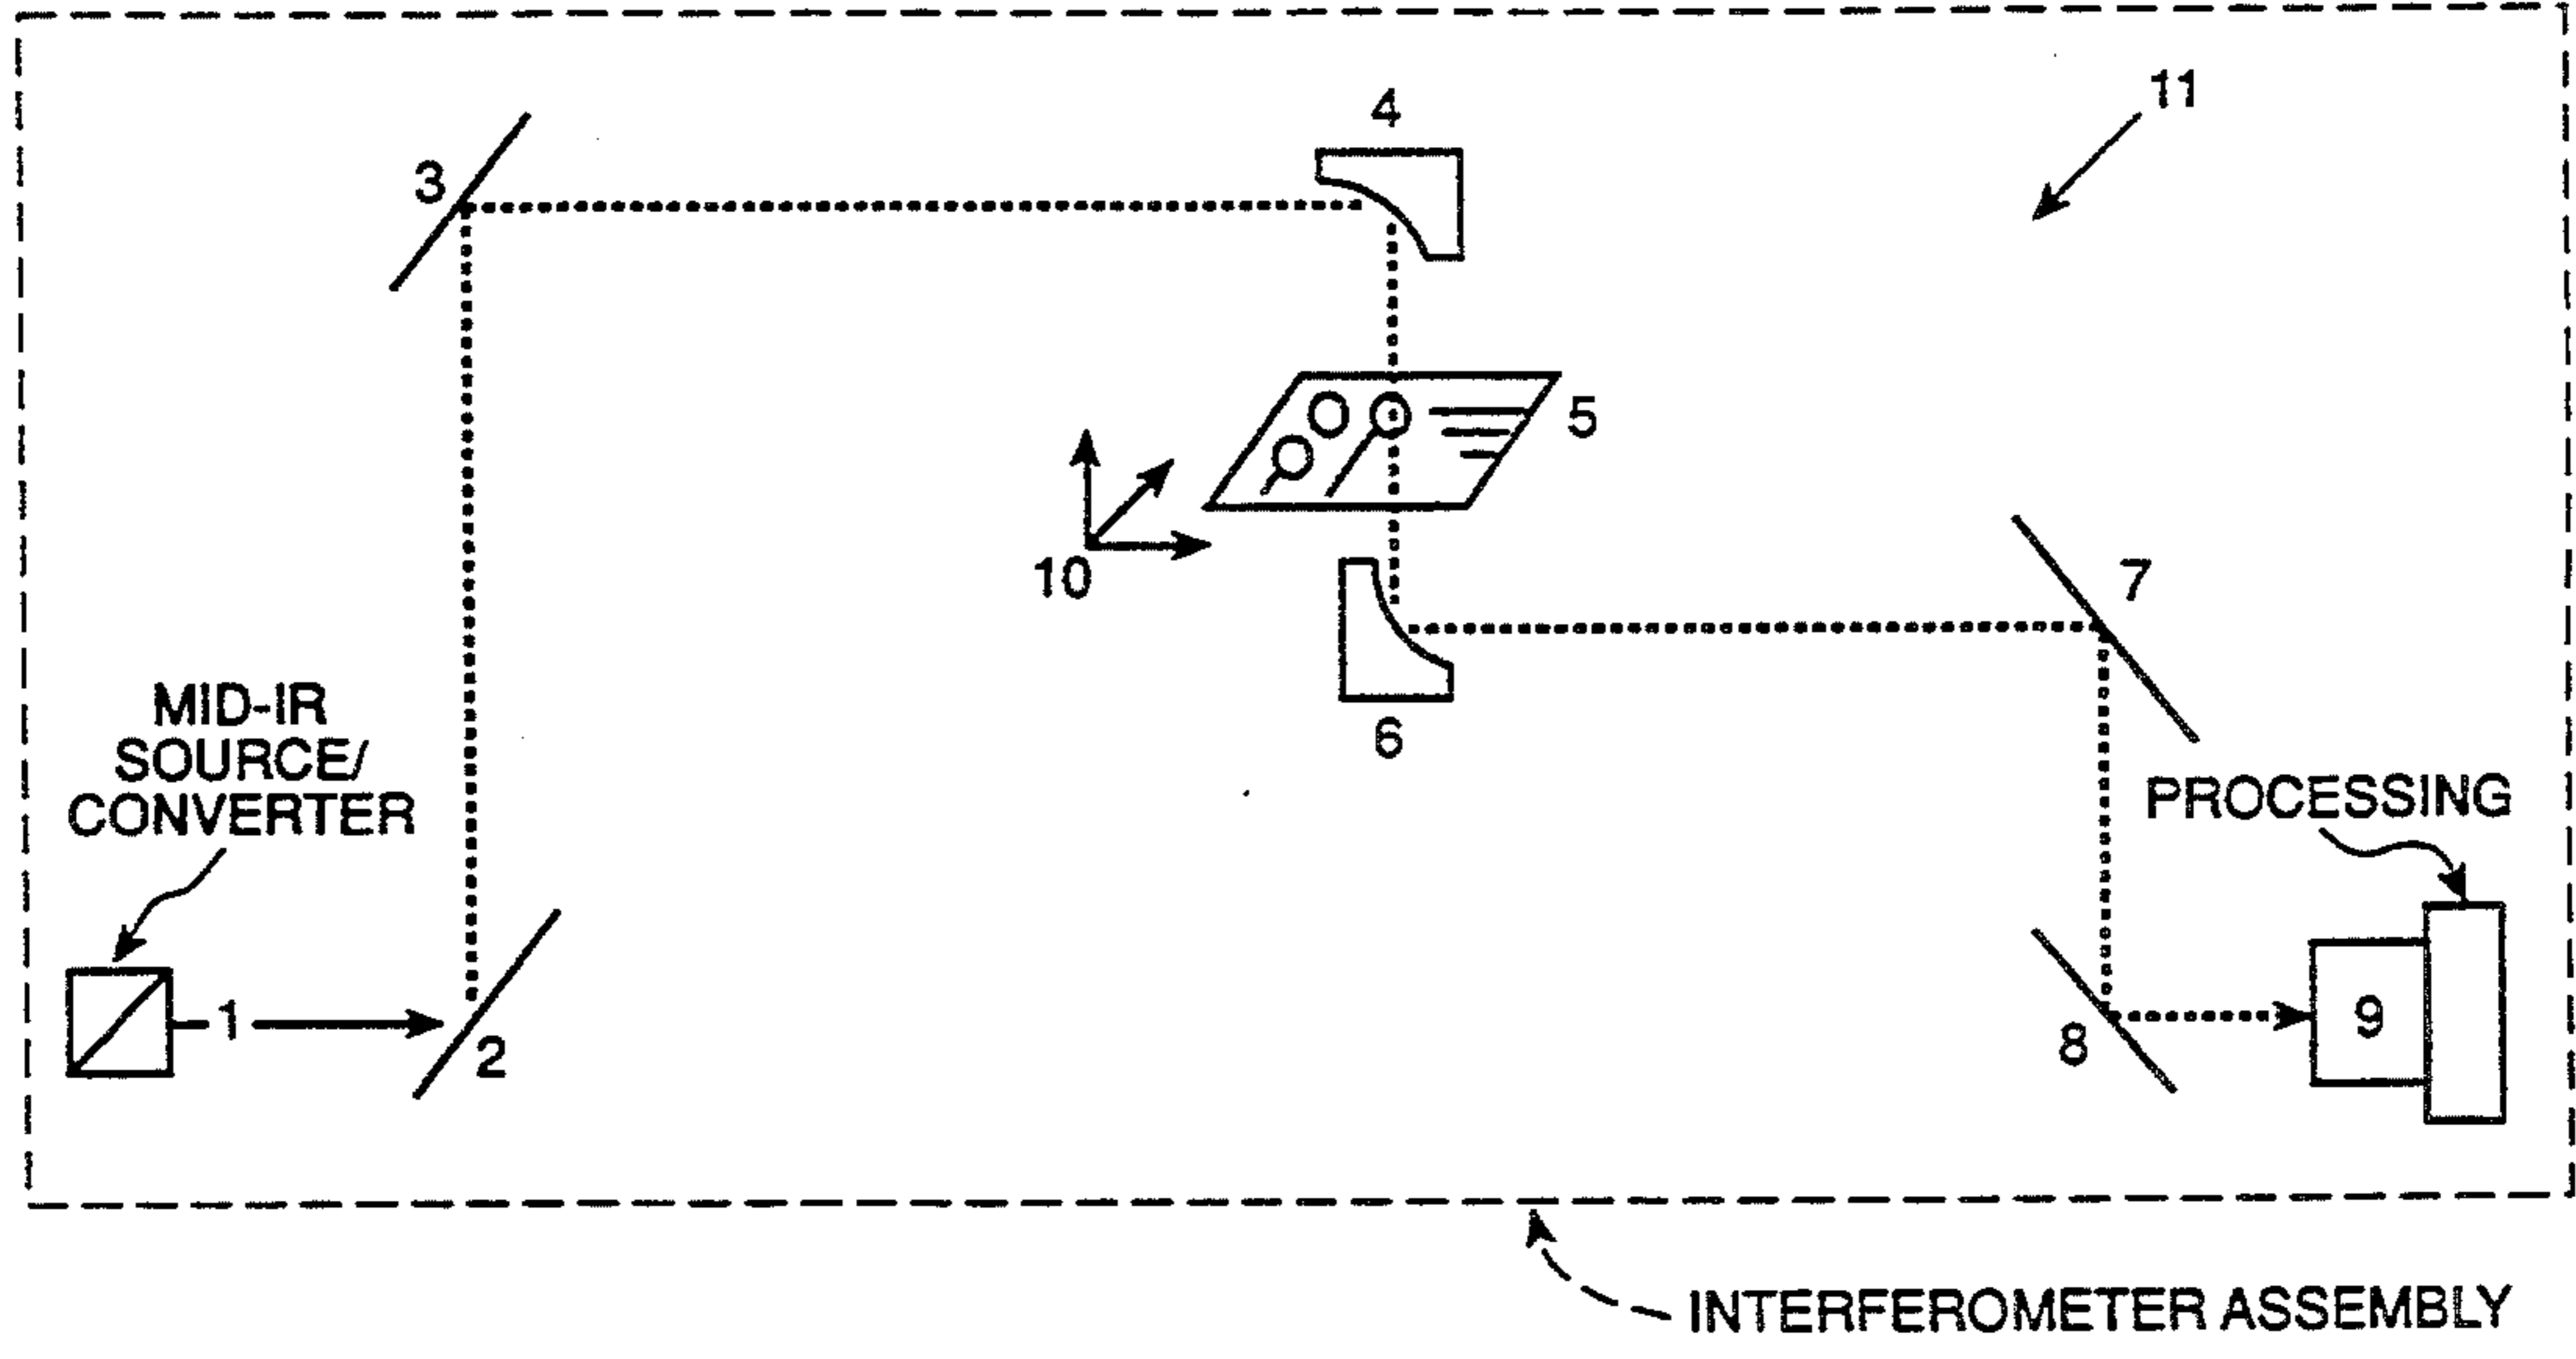 11
4
3
5
10
7
6
MID-IR
SOURCE/
CONVERTER
PROCESSING
1
2
8
9
INTERFEROMETER ASSEMBLY